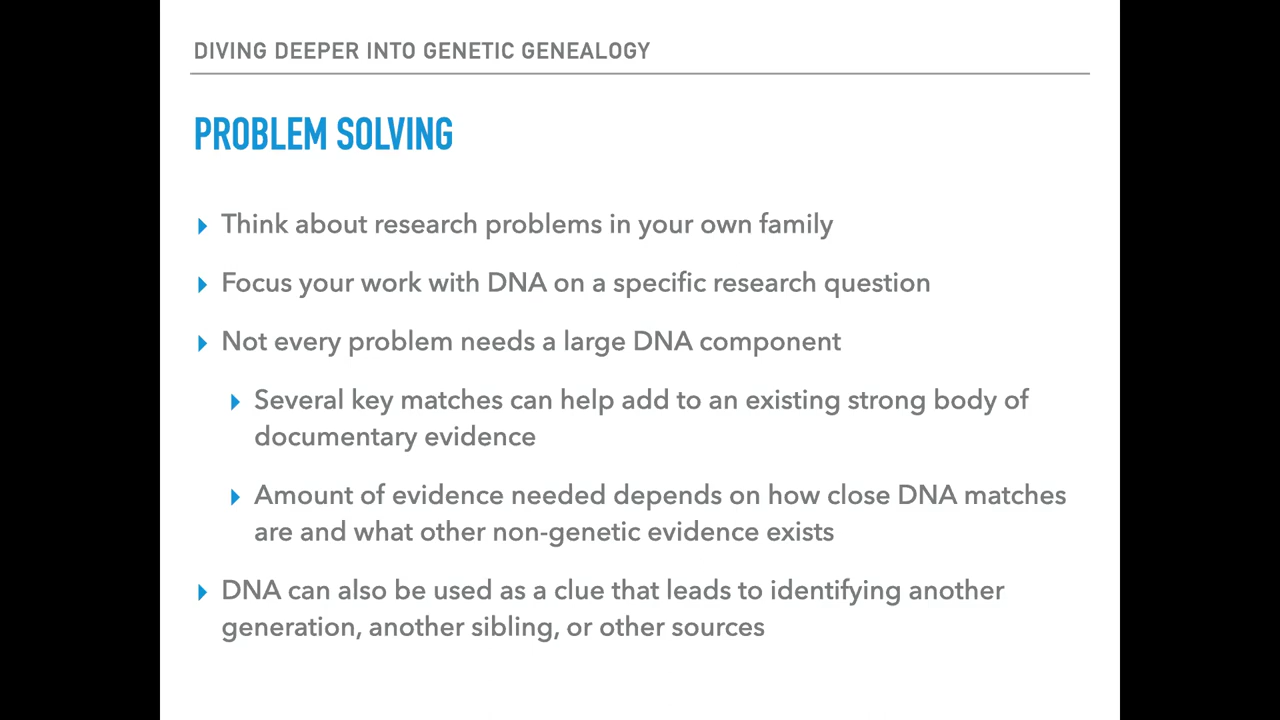 DIVING DEEPER INTO GENETIC GENEALOGY
PROBLEM SOLVING
Think about research problems in your own family
Focus your work with DNA on a specific research question
Not every problem needs a large DNA component
Several key matches can help add to an existing strong body of
documentary evidence
Amount of evidence needed depends on how close DNA matches
are and what other non-genetic evidence exists
DNA can also be used as a clue that leads to identifying another
generation, another sibling, or other sources